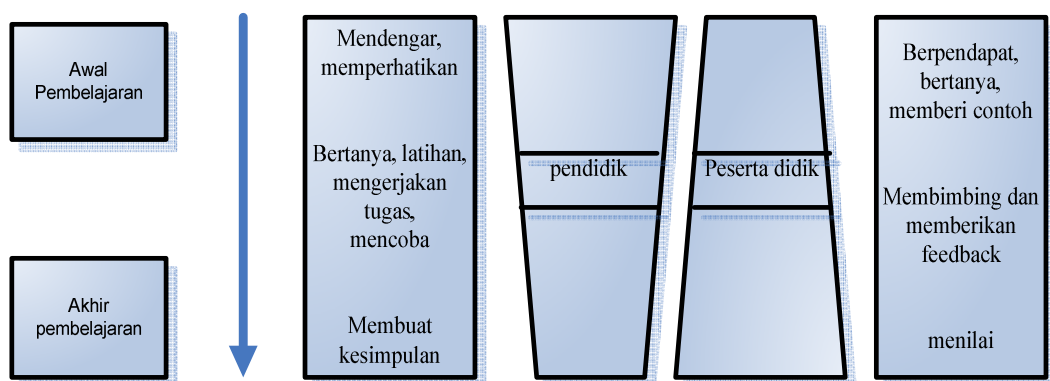 Awal
Pembelajaran
Akhir
pembelajaran
Mendengar,
memperhatikan
Bertanya, latihan,
mengerjakan
tugas,
mencoba
Membuat
kesimpulan
pendidik
Peserta didik
Berpendapat,
bertanya,
memberi contoh
Membimbing dan
memberikan
feedback
menilai